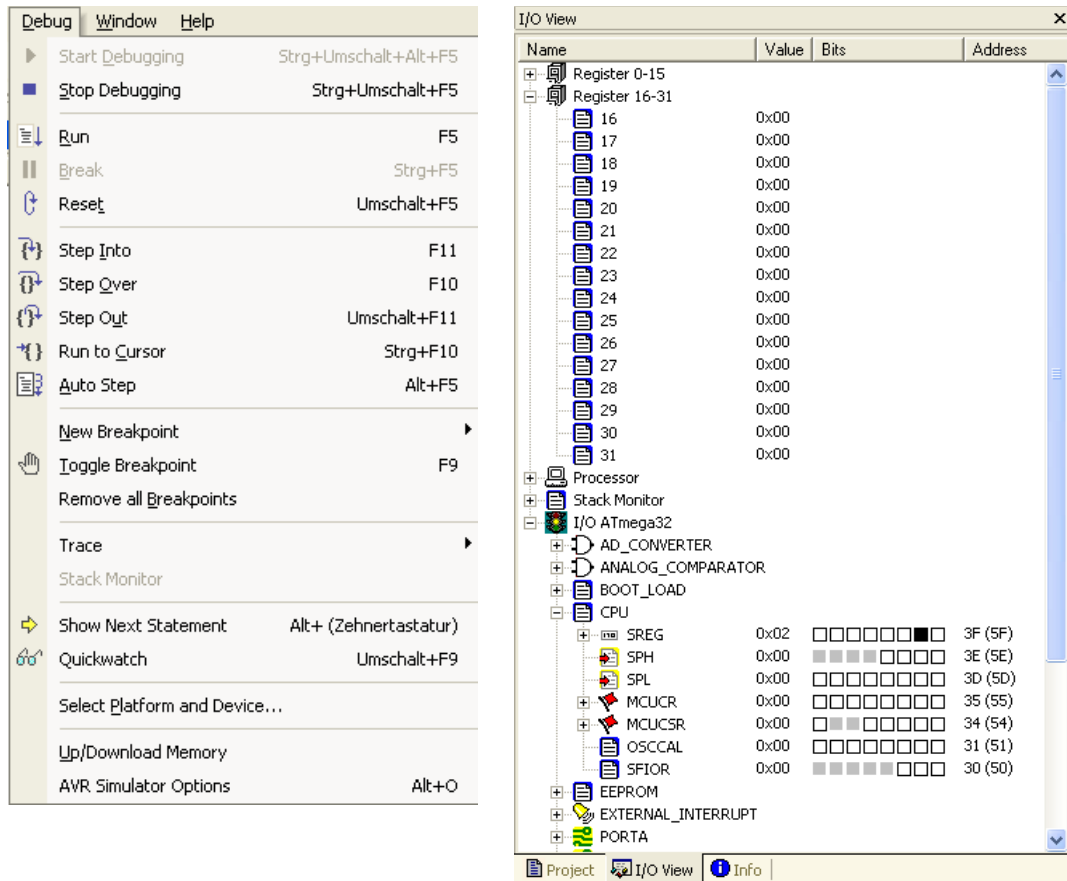 Debug Window Help
Start Debugging Strg+Umschalt+Alt+F5
Stop Debugging Strg+Umschalt+F5
Run F5
Break Strg+F5
Reset Umschalt+F5
Step Into F11
Step Over F10
Step Out Umschalt+F11
Run to Cursor Strg+F10
Auto Step Alt+F5
New Breakpoint
Toggle Breakpoint F9
Remove all Breakpoints
Trace
Stack Monitor
Show Next Statement Alt+ (Zehnertastatur)
Quickwatch Umschalt+F9
Select Platform and Device...
Up/Download Memory
AVR Simulator Options Alt+O
I/O View
Name Value Bits Address
Register 0-15
Register 16-31
16 0x00
17 0x00
18 0x00
19 0x00
20 0x00
21 0x00
22 0x00
23 0x00
24 0x00
25 0x00
26 0x00
27 0x00
28 0x00
29 0x00
30 0x00
31 0x00
Processor
Stack Monitor
I/O ATmega32
AD_CONVERTER
ANALOG_COMPARATOR
BOOT_LOAD
CPU
SREG 0x02 3F (5F)
SPH 0x00 3E (5E)
SPL 0x00 3D (5D)
MCUCR 0x00 35 (55)
MCUCSR 0x00 34 (54)
OSCCAL 0x00 31 (51)
SFIOR 0x00 30 (50)
EEPROM
EXTERNAL_INTERRUPT
PORTA
Project I/O View Info